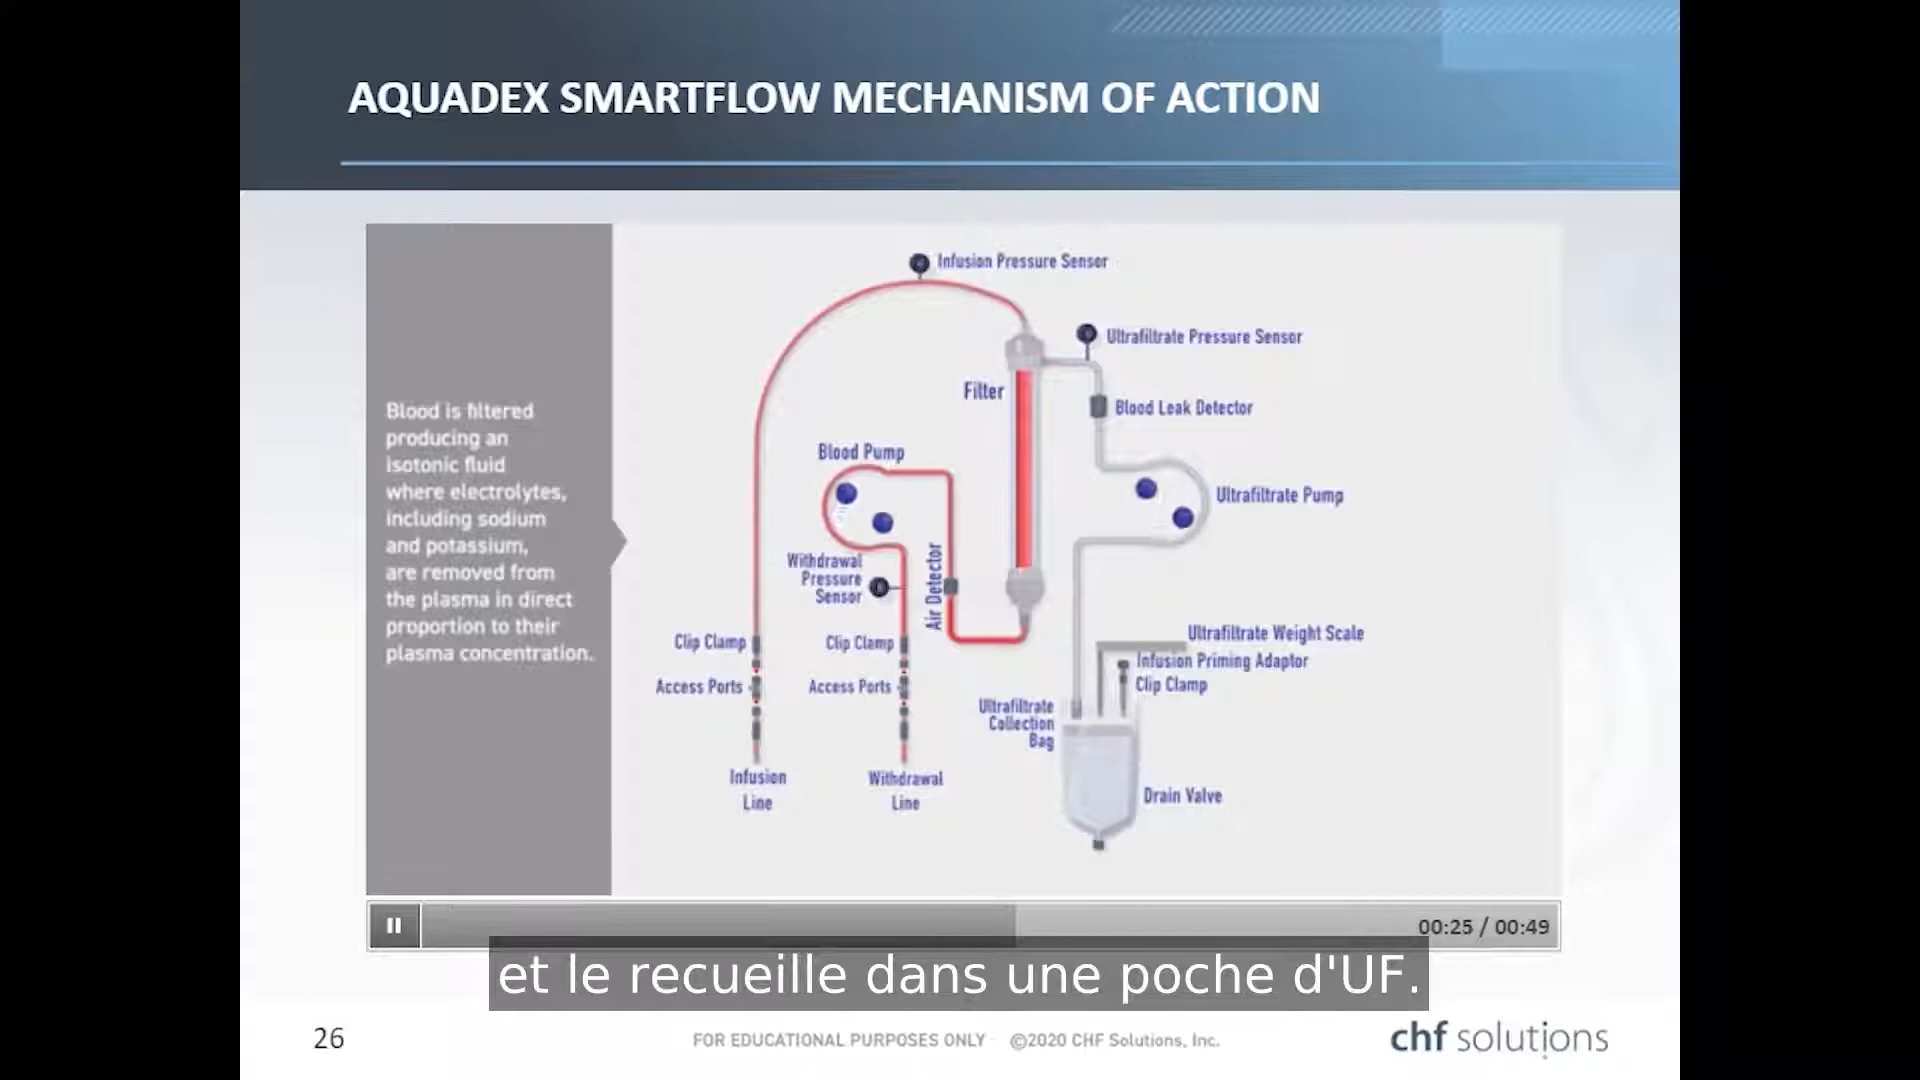 AQUADEX SMARTFLOW MECHANISM OF ACTION
Blood is filtered
producing an
isotonic fluid
where electrolytes,
including sodium
and potassium,
are removed from
the plasma in direct
proportion to their
plasma concentration.
Infusion Pressure Sensor
Ultrafiltrate Pressure Sensor
Filter
Blood Leak Detector
Blood Pump
Ultrafiltrate Pump
Withdrawal
Pressure
Sensor
Air Detector
Clip Clamp
Clip Clamp
Ultrafiltrate Weight Scale
Infusion Priming Adaptor
Clip Clamp
Access Ports
Access Ports
Ultrafiltrate
Collection
Bag
Infusion
Line
Withdrawal
Line
Drain Valve
00:25 / 00:49
et le recueille dans une poche d'UF.
26
FOR EDUCATIONAL PURPOSES ONLY - ©2020 CHF Solutions, Inc.
chf solutions